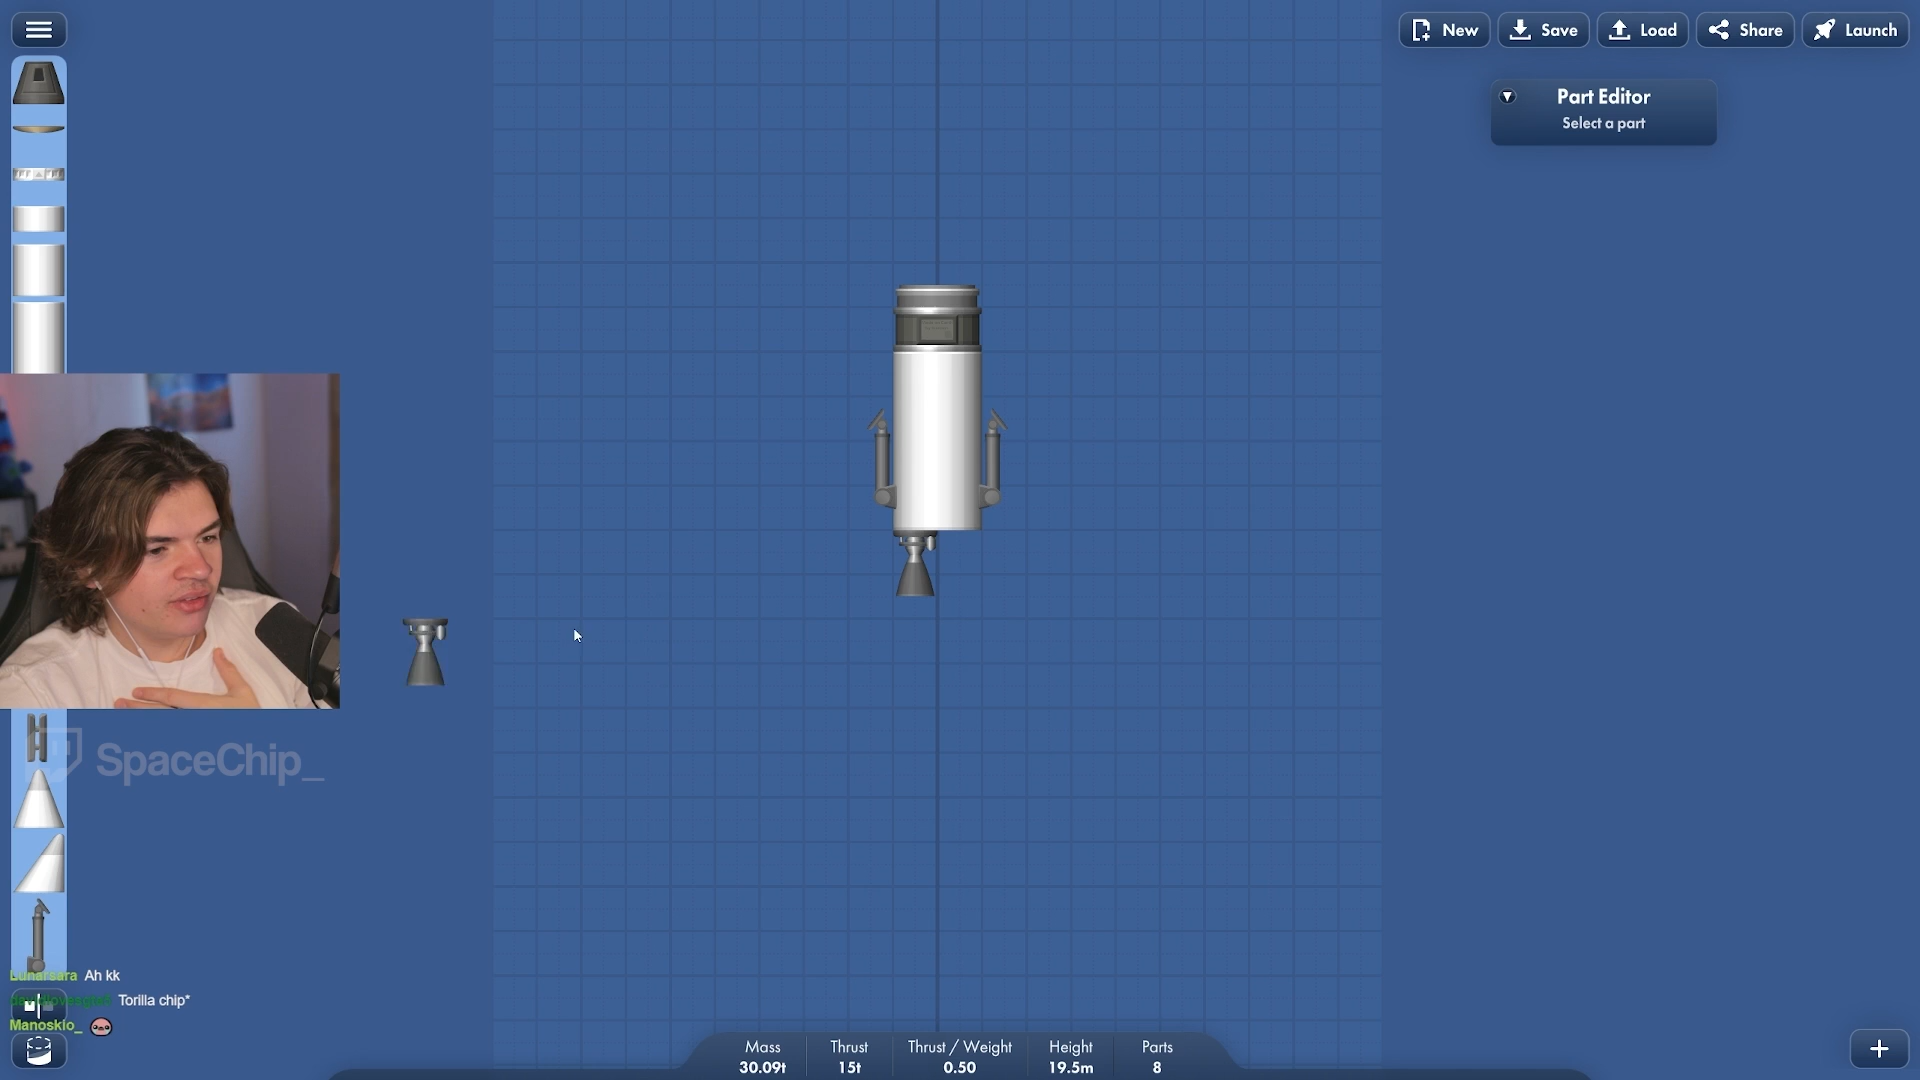 New
Save
Load
Share
Launch
Part Editor
Select a part
SpaceChip_
Lunarsara Ah kk
Torilla chip*
Manoskio_
Mass
Thrust
Thrust / Weight
Height
Parts
30.09t
15t
0.50
19.5m
8